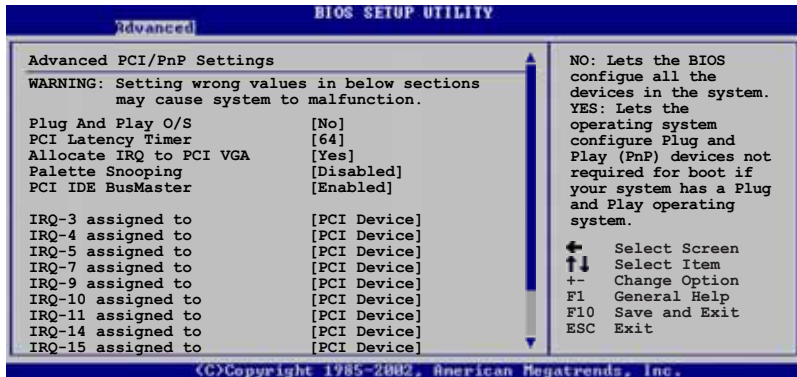 BIOS SETUP UTILITY
Advanced
Advanced PCI/PnP Settings
WARNING: Setting wrong values in below sections
may cause system to malfunction.
Plug And Play O/S [No]
PCI Latency Timer [64]
Allocate IRQ to PCI VGA [Yes]
Palette Snooping [Disabled]
PCI IDE BusMaster [Enabled]
IRQ-3 assigned to [PCI Device]
IRQ-4 assigned to [PCI Device]
IRQ-5 assigned to [PCI Device]
IRQ-7 assigned to [PCI Device]
IRQ-9 assigned to [PCI Device]
IRQ-10 assigned to [PCI Device]
IRQ-11 assigned to [PCI Device]
IRQ-14 assigned to [PCI Device]
IRQ-15 assigned to [PCI Device]
NO: Lets the BIOS
configue all the
devices in the system.
YES: Lets the
operating system
configure Plug and
Play (PnP) devices not
required for boot if
your system has a Plug
and Play operating
system.
← Select Screen
↑↓ Select Item
+- Change Option
F1 General Help
F10 Save and Exit
ESC Exit
(C)Copyright 1985-2002, American Megatrends, Inc.